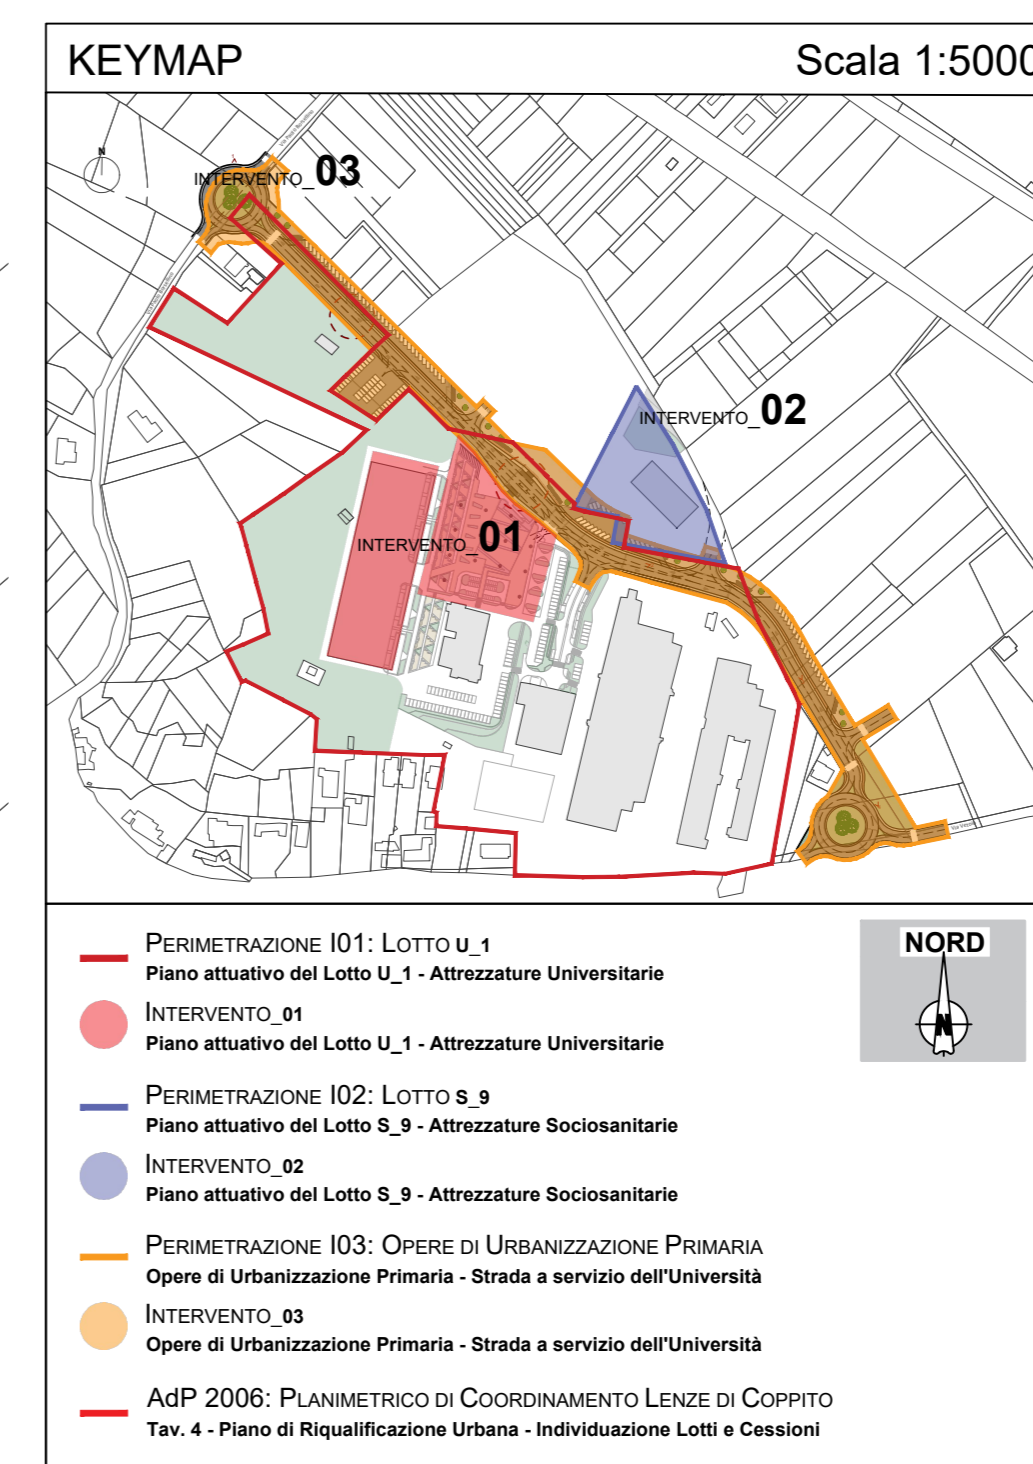 KEYMAP
Scala 1:5000
N
INTERVENTO_03
INTERVENTO_02
INTERVENTO_01
PERIMETRAZIONE I01: LOTTO U_1
Piano attuativo del Lotto U_1 - Attrezzature Universitarie
INTERVENTO_01
Piano attuativo del Lotto U_1 - Attrezzature Universitarie
PERIMETRAZIONE I02: LOTTO S_9
Piano attuativo del Lotto S_9 - Attrezzature Sociosanitarie
INTERVENTO_02
Piano attuativo del Lotto S_9 - Attrezzature Sociosanitarie
PERIMETRAZIONE I03: OPERE DI URBANIZZAZIONE PRIMARIA
Opere di Urbanizzazione Primaria - Strada a servizio dell'Università
INTERVENTO_03
Opere di Urbanizzazione Primaria - Strada a servizio dell'Università
AdP 2006: PLANIMETRICO DI COORDINAMENTO LENZE DI COPPITO
Tav. 4 - Piano di Riqualificazione Urbana - Individuazione Lotti e Cessioni
NORD
N